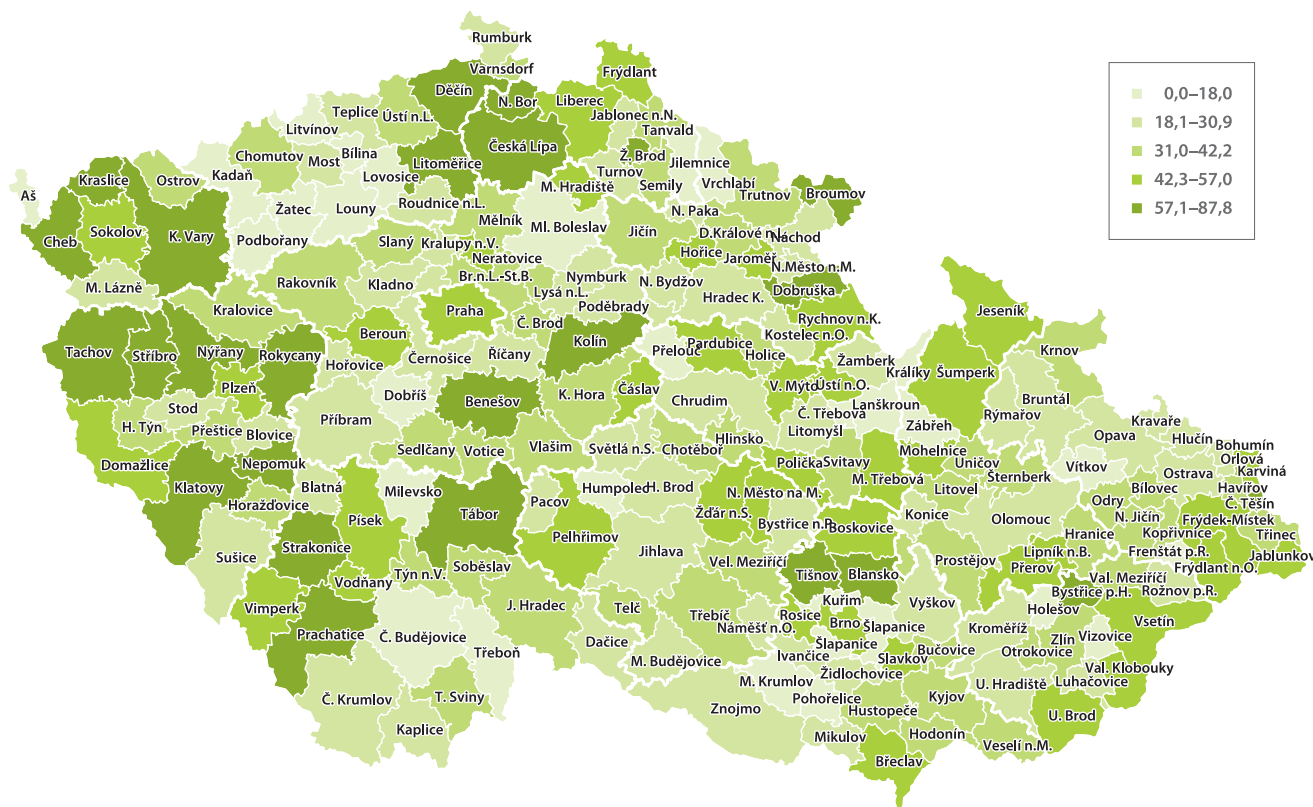 Rumburk
Varnsdorf
Frýdlant
Děčín
N. Bor
Liberec
0,0–18,0
18,1–30,9
31,0–42,2
42,3–57,0
57,1–87,8
Teplice
Ústí n.L.
Jablonec n.N.
Litvínov
Tanvald
Česká Lípa
Chomutov
Most
Bílina
Litoměřice
Ž. Brod
Jilemnice
Kraslice
Ostrov
Kadaň
Lovosice
Turnov
Semily
Vrchlabí
Aš
M. Hradiště
Trutnov
Broumov
Žatec
Louny
Roudnice n.L.
N. Paka
Sokolov
Mělník
Ml. Boleslav
Jičín
D.Králové n.L.
Náchod
Cheb
K. Vary
Podbořany
Slaný
Kralupy n.V.
Hořice
Jaroměř
Neratovice
N.Město n.M.
M. Lázně
Rakovník
Kladno
Br.n.L.-St.B.
Nymburk
N. Bydžov
Dobruška
Lysá n.L.
Hradec K.
Kralovice
Praha
Poděbrady
Jeseník
Rychnov n.K.
Beroun
Č. Brod
Kostelec n.O.
Tachov
Stříbro
Nýřany
Rokycany
Kolín
Přelouč
Pardubice
Krnov
Hořovice
Černošice
Říčany
Holice
Žamberk
Králíky
Šumperk
Plzeň
Dobříš
Benešov
K. Hora
Čáslav
V. Mýto
Ústí n.O.
Bruntál
Stod
Chrudim
Lanškroun
Rýmařov
H. Týn
Přeštice
Blovice
Příbram
Č. Třebová
Zábřeh
Kravaře
Litomyšl
Opava
Hlučín
Sedlčany
Votice
Vlašim
Světlá n.S.
Chotěboř
Hlinsko
Mohelnice
Bohumín
Orlová
Domažlice
Nepomuk
Polička
Svitavy
Uničov
Vítkov
Ostrava
Karviná
Klatovy
Blatná
Milevsko
Pacov
Humpolec
H. Brod
M. Třebová
Litovel
Šternberk
Bílovec
Havířov
Horažďovice
N. Město na M.
Odry
Č. Těšín
Písek
Tábor
Žďár n.S.
Bystřice n.P.
Boskovice
Konice
Olomouc
N. Jičín
Frýdek-Místek
Strakonice
Pelhřimov
Jihlava
Hranice
Kopřivnice
Třinec
Sušice
Vel. Meziříčí
Prostějov
Lipník n.B.
Frenštát p.R.
Jablunkov
Vodňany
Týn n.V.
Soběslav
Tišnov
Blansko
Přerov
Val. Meziříčí
Frýdlant n.O.
Bystřice p.H.
Rožnov p.R.
Vimperk
J. Hradec
Telč
Třebíč
Kuřim
Vyškov
Holešov
Vsetín
Prachatice
Náměšť n.O.
Rosice
Brno
Šlapanice
Kroměříž
Č. Budějovice
Dačice
Šlapanice
Zlín
Vizovice
Třeboň
M. Budějovice
Ivančice
Slavkov
Bučovice
Otrokovice
Židlochovice
Val. Klobouky
Č. Krumlov
T. Sviny
M. Krumlov
U. Hradiště
Luhačovice
Znojmo
Pohořelice
Kyjov
Hustopeče
U. Brod
Kaplice
Mikulov
Hodonín
Veselí n.M.
Břeclav